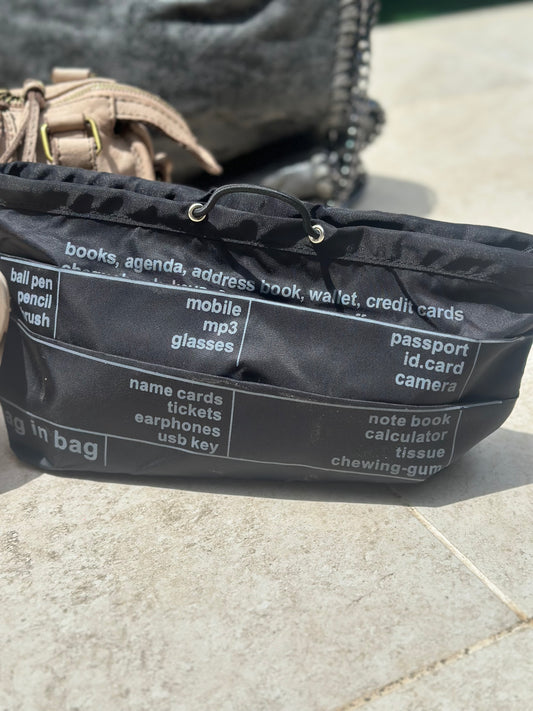 books, agenda, address book, wallet, credit cards
ball pen
pencil
mobile
mp3
glasses
passport
id.card
camera
name cards
tickets
earphones
usb key
note book
calculator
tissue
chewing-gum
in bag